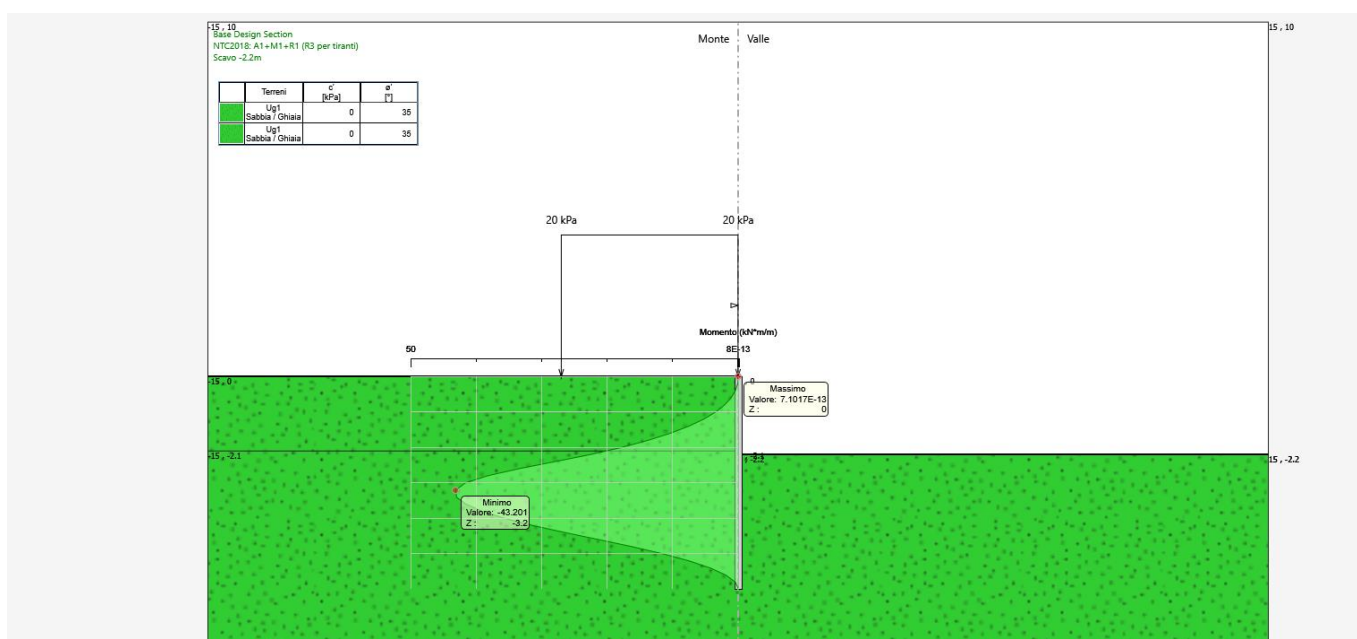 -15 , 10
15 , 10
Base Design Section
NTC2018: A1+M1+R1 (R3 per tiranti)
Scavo -2.2m
Monte Valle
Terreni c' ø'
[kPa] [°]
Ug1
Sabbia / Ghiaia 0 35
Ug1
Sabbia / Ghiaia 0 35
20 kPa 20 kPa
Momento (kN*m/m)
50 8E-13
-15 , 0 0
Massimo
Valore: 7.1017E-13
Z : 0
-15 , -2.1
15 , -2.2
Minimo
Valore: -43.201
Z : -3.2